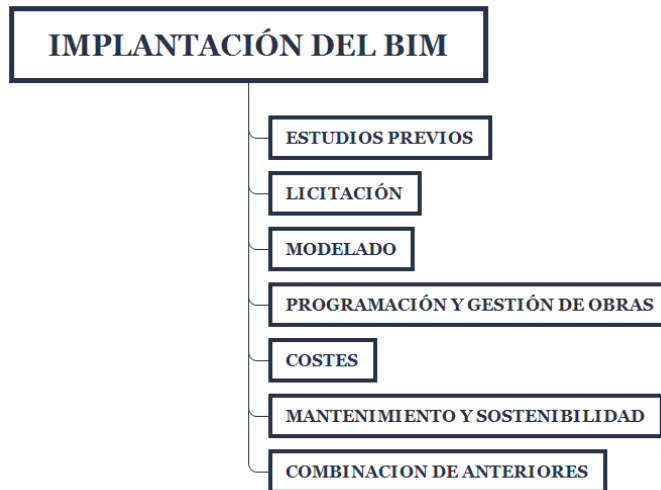 IMPLANTACIÓN DEL BIM
ESTUDIOS PREVIOS
LICITACIÓN
MODELADO
PROGRAMACIÓN Y GESTIÓN DE OBRAS
COSTES
MANTENIMIENTO Y SOSTENIBILIDAD
COMBINACION DE ANTERIORES